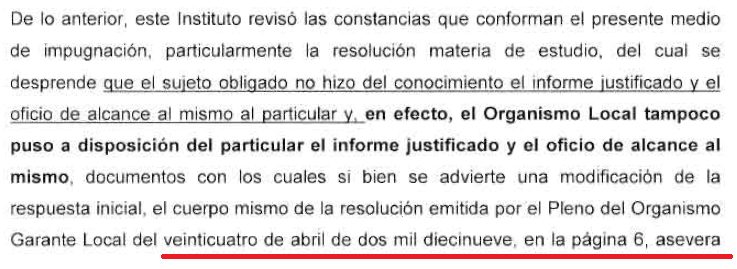 De lo anterior, este Instituto revisó las constancias que conforman el presente medio
de impugnación, particularmente la resolución materia de estudio, del cual se
desprende que el sujeto obligado no hizo del conocimiento el informe justificado y el
oficio de alcance al mismo al particular y, en efecto, el Organismo Local tampoco
puso a disposición del particular el informe justificado y el oficio de alcance al
mismo, documentos con los cuales si bien se advierte una modificación de la
respuesta inicial, el cuerpo mismo de la resolución emitida por el Pleno del Organismo
Garante Local del veinticuatro de abril de dos mil diecinueve, en la página 6, asevera